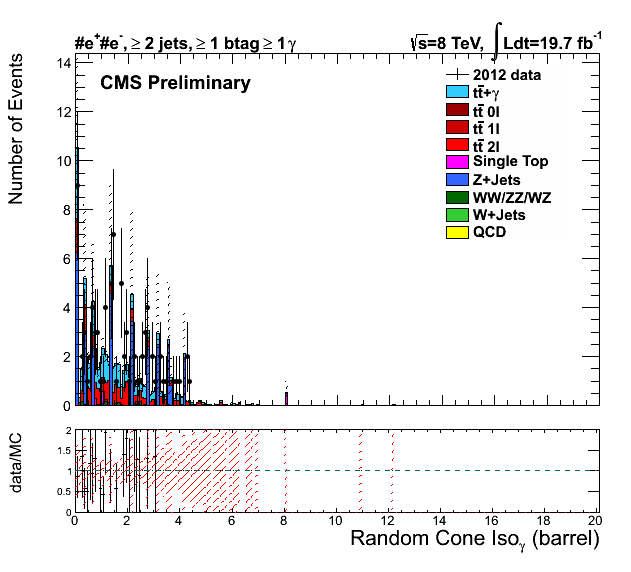 #e⁺#e⁻, ≥ 2 jets, ≥ 1 btag ≥ 1 γ
√s=8 TeV, ∫ Ldt=19.7 fb⁻¹
CMS Preliminary
2012 data
tt̄+γ
tt̄ 0l
tt̄ 1l
tt̄ 2l
Single Top
Z+Jets
WW/ZZ/WZ
W+Jets
QCD
Number of Events
14
12
10
8
6
4
2
0
data/MC
2
1.5
1
0.5
0
0 2 4 6 8 10 12 14 16 18 20
Random Cone Iso_γ (barrel)